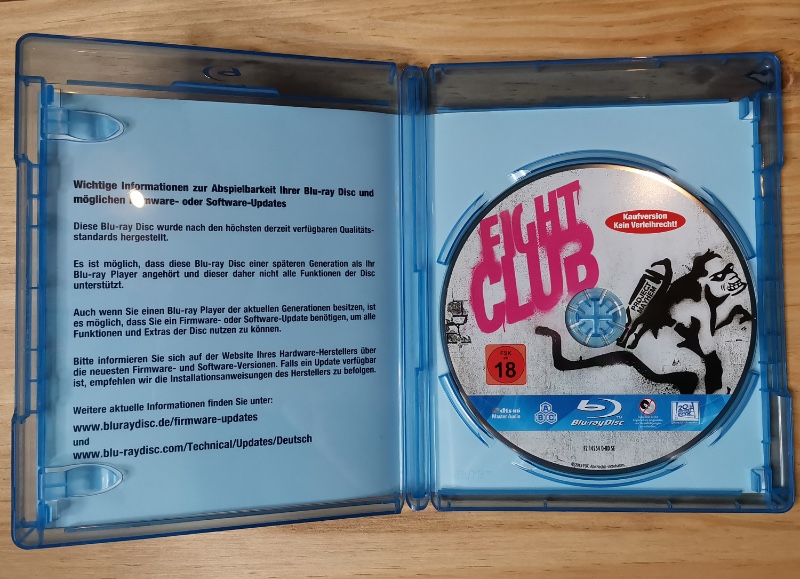 Wichtige Informationen zur Abspielbarkeit Ihrer Blu-ray Disc und
möglichen Firmware- oder Software-Updates
Diese Blu-ray Disc wurde nach den höchsten derzeit verfügbaren Qualitäts-
standards hergestellt.
Es ist möglich, dass diese Blu-ray Disc einer späteren Generation als Ihr
Blu-ray Player angehört und dieser daher nicht alle Funktionen der Disc
unterstützt.
Auch wenn Sie einen Blu-ray Player der aktuellen Generationen besitzen, ist
es möglich, dass Sie ein Firmware- oder Software-Update benötigen, um alle
Funktionen und Extras der Disc nutzen zu können.
Bitte informieren Sie sich auf der Website Ihres Hardware-Herstellers über
die neuesten Firmware- und Software-Versionen. Falls ein Update verfügbar
ist, empfehlen wir die Installationsanweisungen des Herstellers zu befolgen.
Weitere aktuelle Informationen finden Sie unter:
www.bluraydisc.de/firmware-updates
und
www.blu-raydisc.com/Technical/Updates/Deutsch
FIGHT
CLUB
Kaufversion
Kein Verleihrecht!
PROJECT
MAYHEM
FSK
18
dts-HD
Master Audio
ABC
Blu-ray Disc